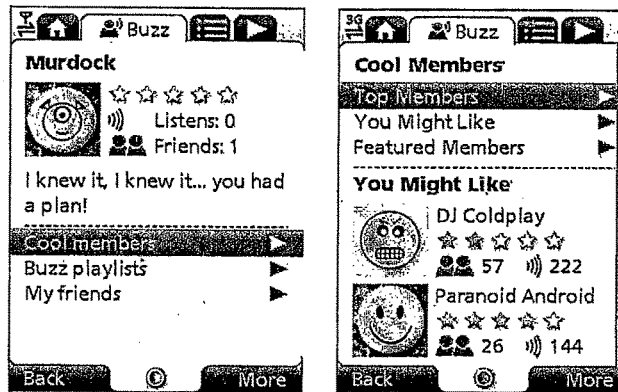 Buzz
Murdock
Listens: 0
Friends: 1
I knew it, I knew it... you had
a plan!
Cool members
Buzz playlists
My friends
Back
More
3G
Buzz
Cool Members
Top Members
You Might Like
Featured Members
You Might Like
DJ Coldplay
57
222
Paranoid Android
26
144
Back
More